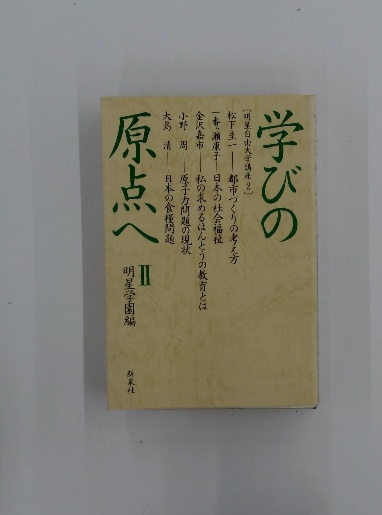 学びの
[明星自由大学講座2]
松下圭一――都市づくりの考え方
一番ヶ瀬康子―日本の社会福祉
金沢嘉市――私の求めるほんとうの教育とは
小野周――原子力問題の現状
大島清――日本の食糧問題
原点へ II
明星学園編
新泉社